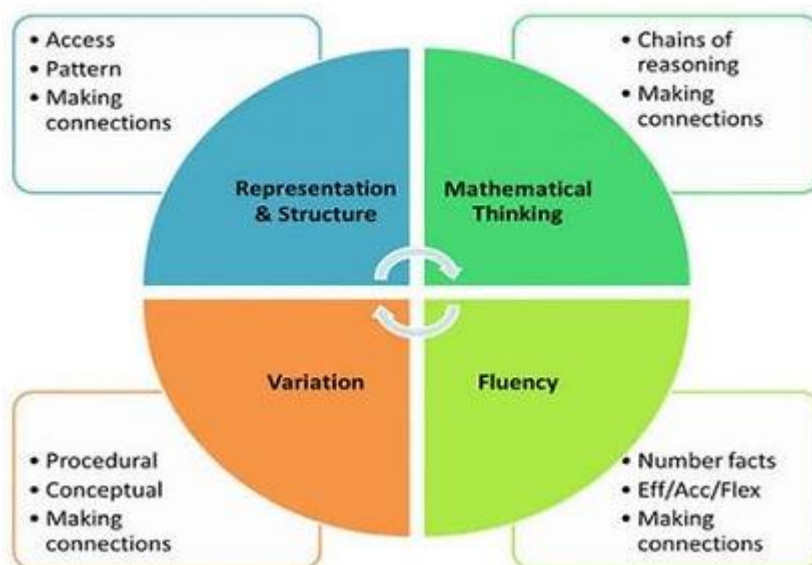 • Access
• Pattern
• Making
connections
• Chains of
reasoning
• Making
connections
Representation
& Structure
Mathematical
Thinking
Variation
Fluency
• Procedural
• Conceptual
• Making
connections
• Number facts
• Eff/Acc/Flex
• Making
connections